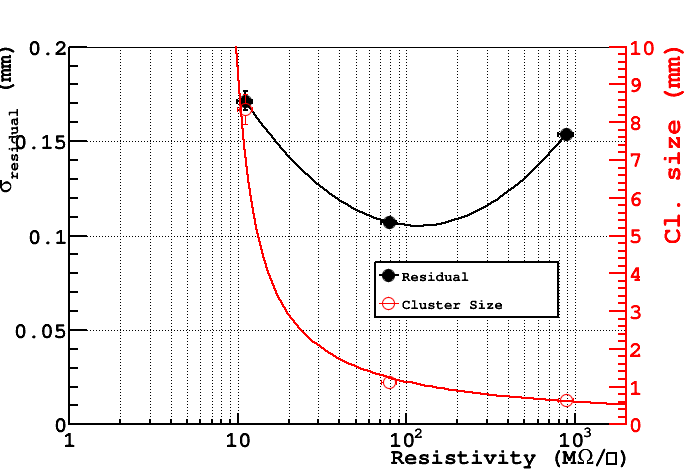 σresidual (mm)
0.2
0.15
0.1
0.05
0
10
9
8
7
6
5
4
3
2
1
0
Cl. size (mm)
Residual
Cluster Size
1 10 10² 10³
Resistivity (MΩ/□)